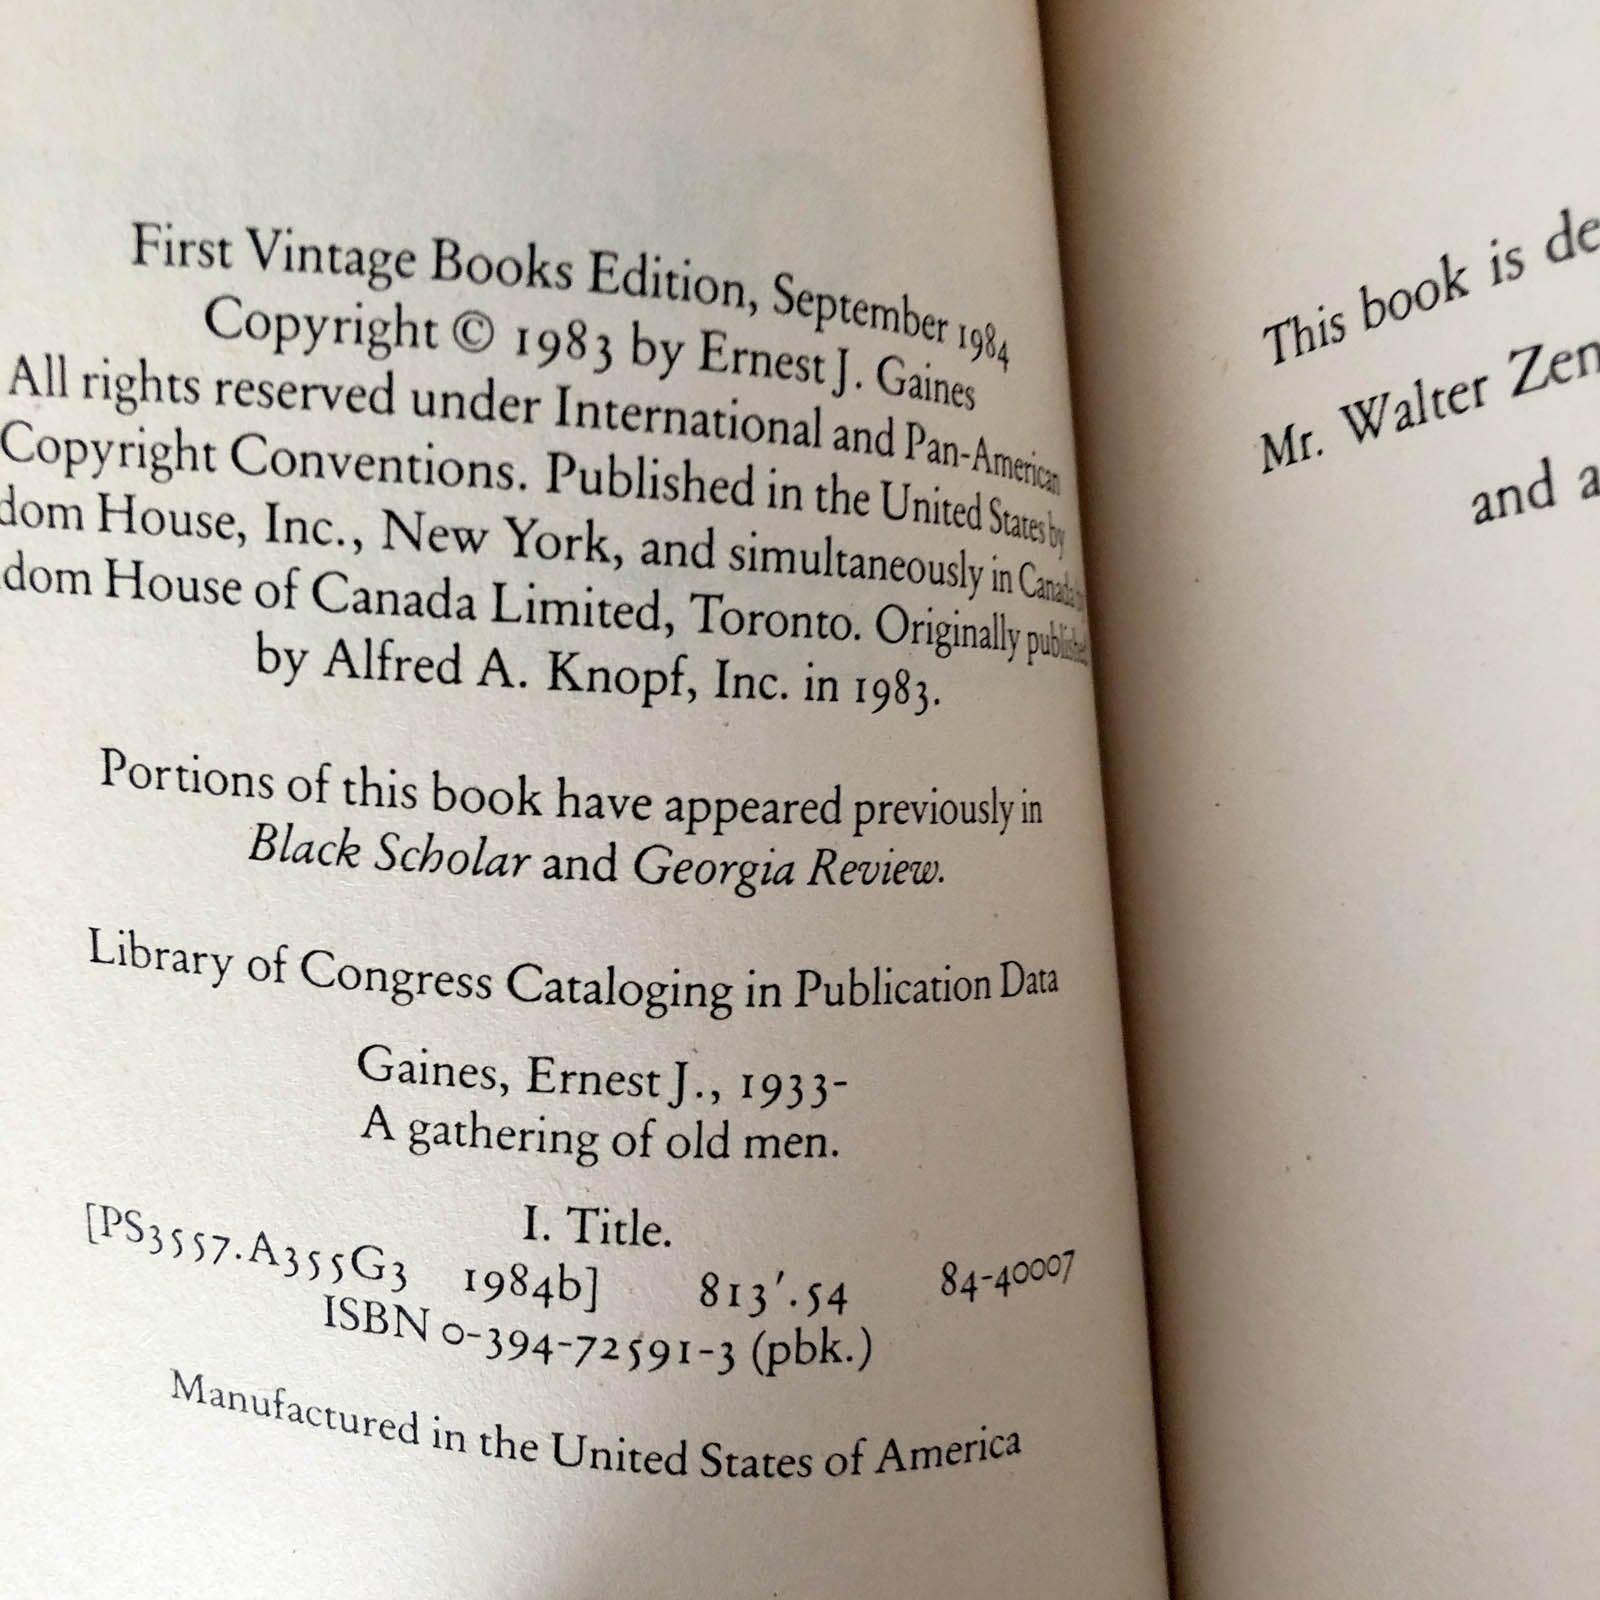 First Vintage Books Edition, September 1984
Copyright © 1983 by Ernest J. Gaines
All rights reserved under International and Pan-American
Copyright Conventions. Published in the United States by
dom House, Inc., New York, and simultaneously in Canada by
dom House of Canada Limited, Toronto. Originally published
by Alfred A. Knopf, Inc. in 1983.
Portions of this book have appeared previously in
Black Scholar and Georgia Review.
Library of Congress Cataloging in Publication Data
Gaines, Ernest J., 1933-
A gathering of old men.
I. Title.
[PS3557.A355G3 1984b] 813'.54 84-40007
ISBN 0-394-72591-3 (pbk.)
Manufactured in the United States of America
This book is de
Mr. Walter Zen
and a